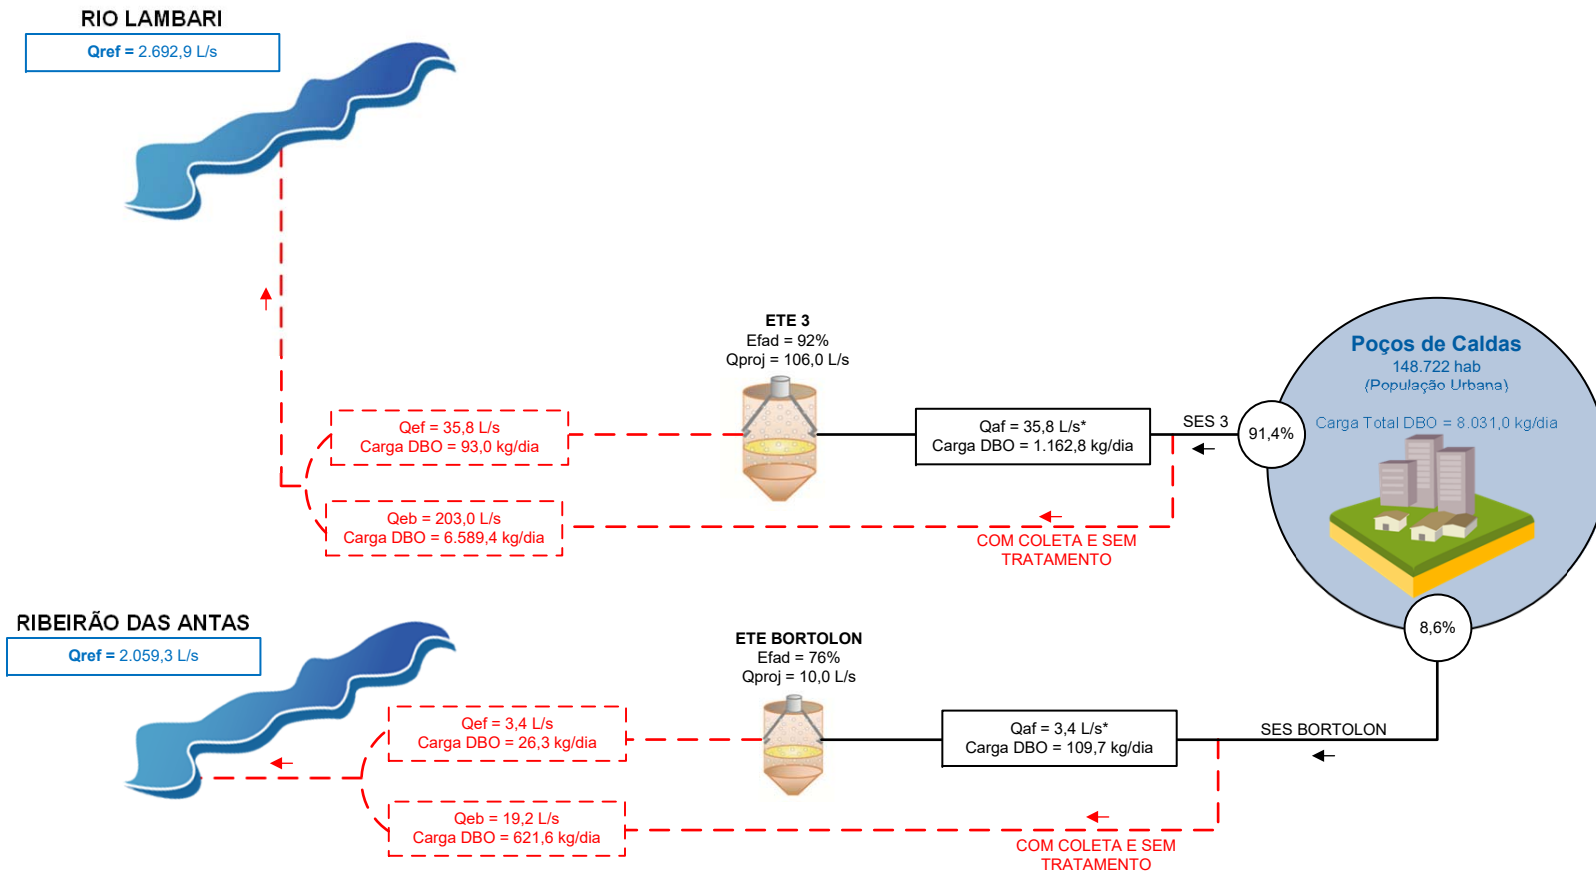 RIO LAMBARI
Qref = 2.692,9 L/s
ETE 3
Efad = 92%
Qproj = 106,0 L/s
Poços de Caldas
148.722 hab
(População Urbana)
Carga Total DBO = 8.031,0 kg/dia
Qef = 35,8 L/s
Carga DBO = 93,0 kg/dia
Qaf = 35,8 L/s*
Carga DBO = 1.162,8 kg/dia
SES 3
91,4%
Qeb = 203,0 L/s
Carga DBO = 6.589,4 kg/dia
COM COLETA E SEM
TRATAMENTO
RIBEIRÃO DAS ANTAS
Qref = 2.059,3 L/s
ETE BORTOLON
Efad = 76%
Qproj = 10,0 L/s
8,6%
Qef = 3,4 L/s
Carga DBO = 26,3 kg/dia
Qaf = 3,4 L/s*
Carga DBO = 109,7 kg/dia
SES BORTOLON
Qeb = 19,2 L/s
Carga DBO = 621,6 kg/dia
COM COLETA E SEM
TRATAMENTO